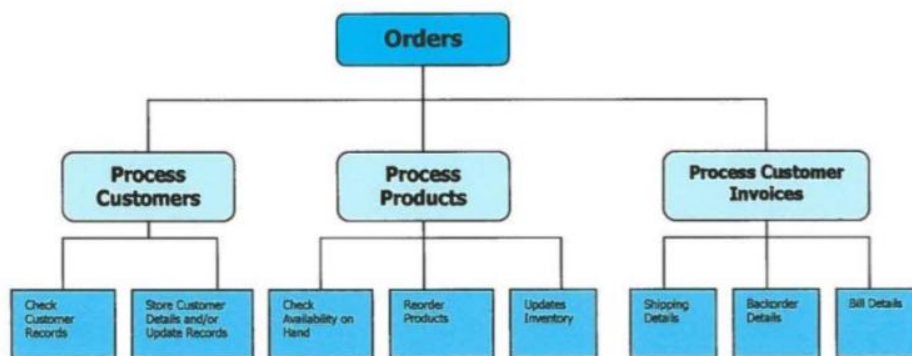 Orders
Process
Customers
Process
Products
Process Customer
Invoices
Check
Customer
Records
Store Customer
Details and/or
Update Records
Check
Availability on
Hand
Reorder
Products
Updates
Inventory
Shipping
Details
Backorder
Details
Bill Details